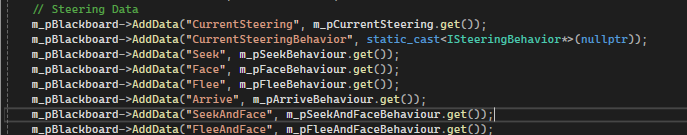 // Steering Data
m_pBlackboard->AddData("CurrentSteering", m_pCurrentSteering.get());
m_pBlackboard->AddData("CurrentSteeringBehavior", static_cast<ISteeringBehavior*>(nullptr));
m_pBlackboard->AddData("Seek", m_pSeekBehaviour.get());
m_pBlackboard->AddData("Face", m_pFaceBehaviour.get());
m_pBlackboard->AddData("Flee", m_pFleeBehaviour.get());
m_pBlackboard->AddData("Arrive", m_pArriveBehaviour.get());
m_pBlackboard->AddData("SeekAndFace", m_pSeekAndFaceBehaviour.get());
m_pBlackboard->AddData("FleeAndFace", m_pFleeAndFaceBehaviour.get());